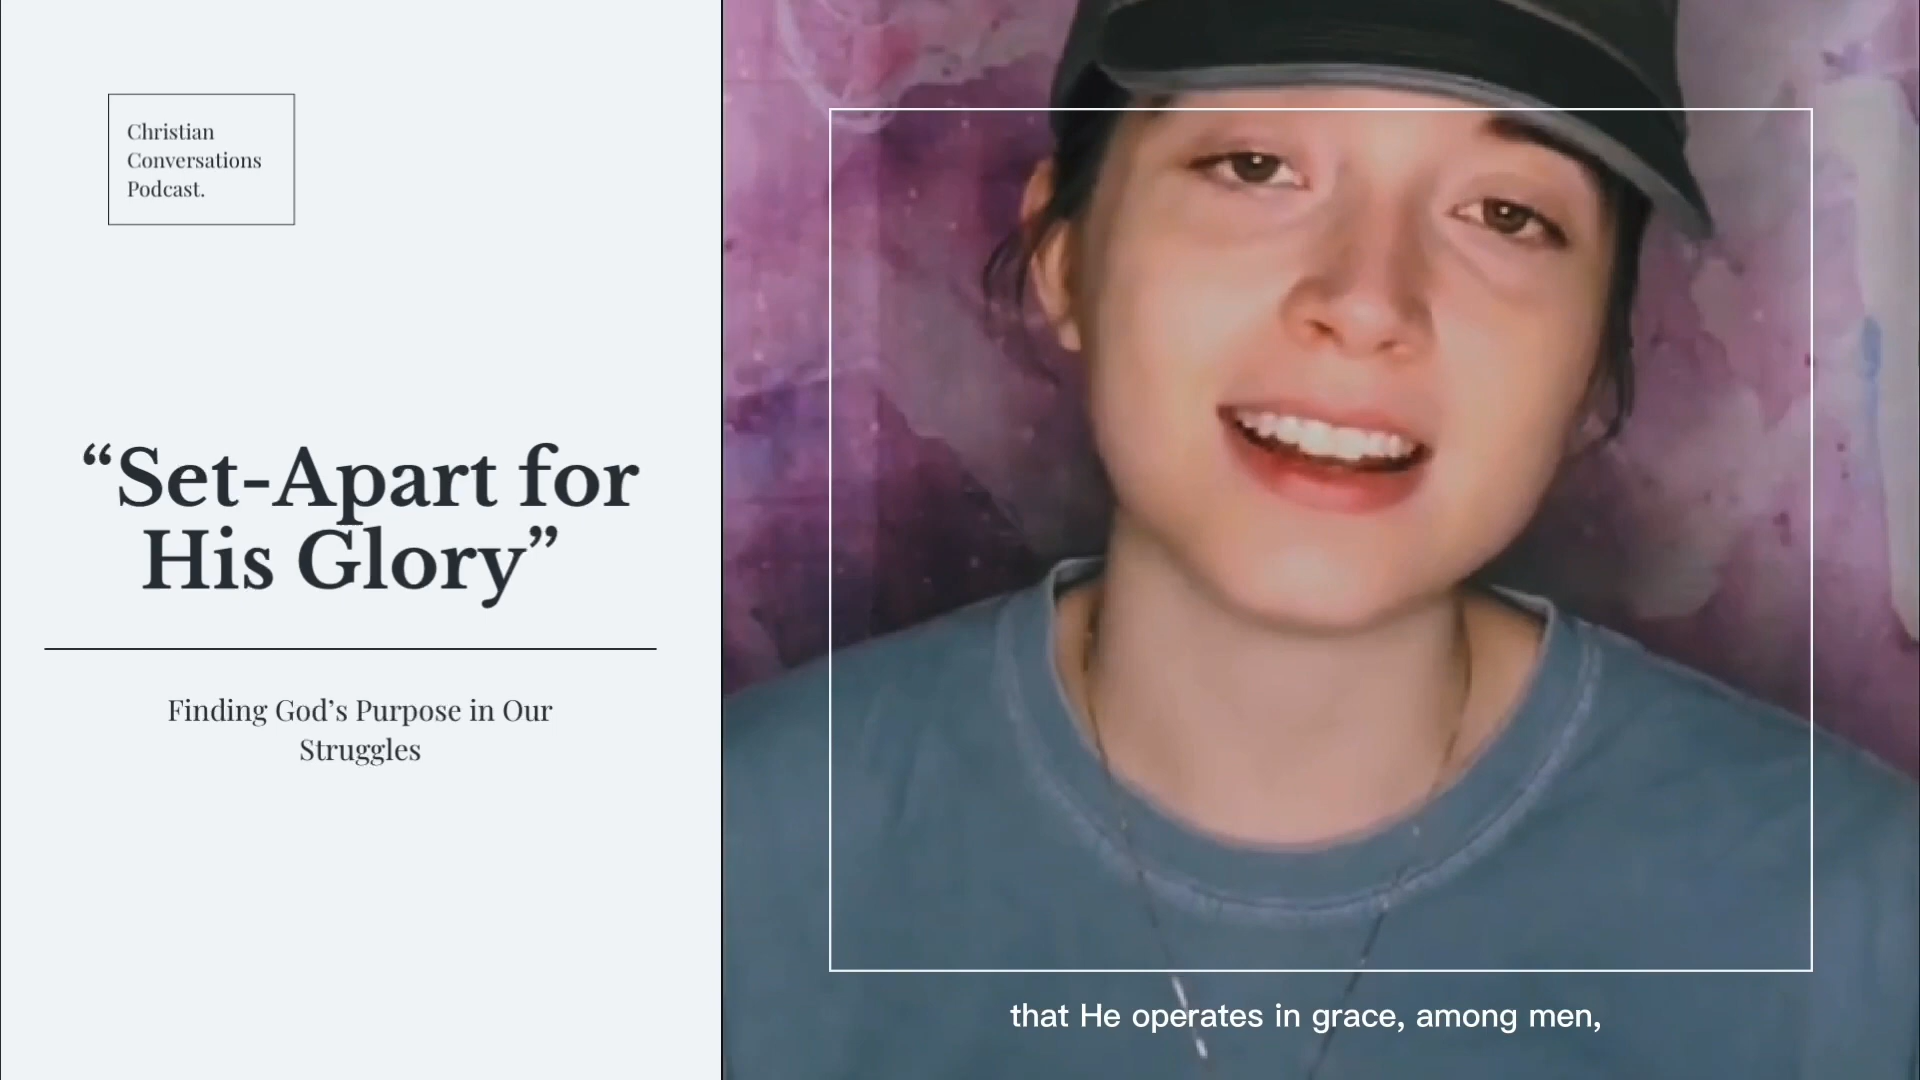 Christian
Conversations
Podcast.
“Set-Apart for
His Glory”
Finding God’s Purpose in Our
Struggles
that He operates in grace, among men,